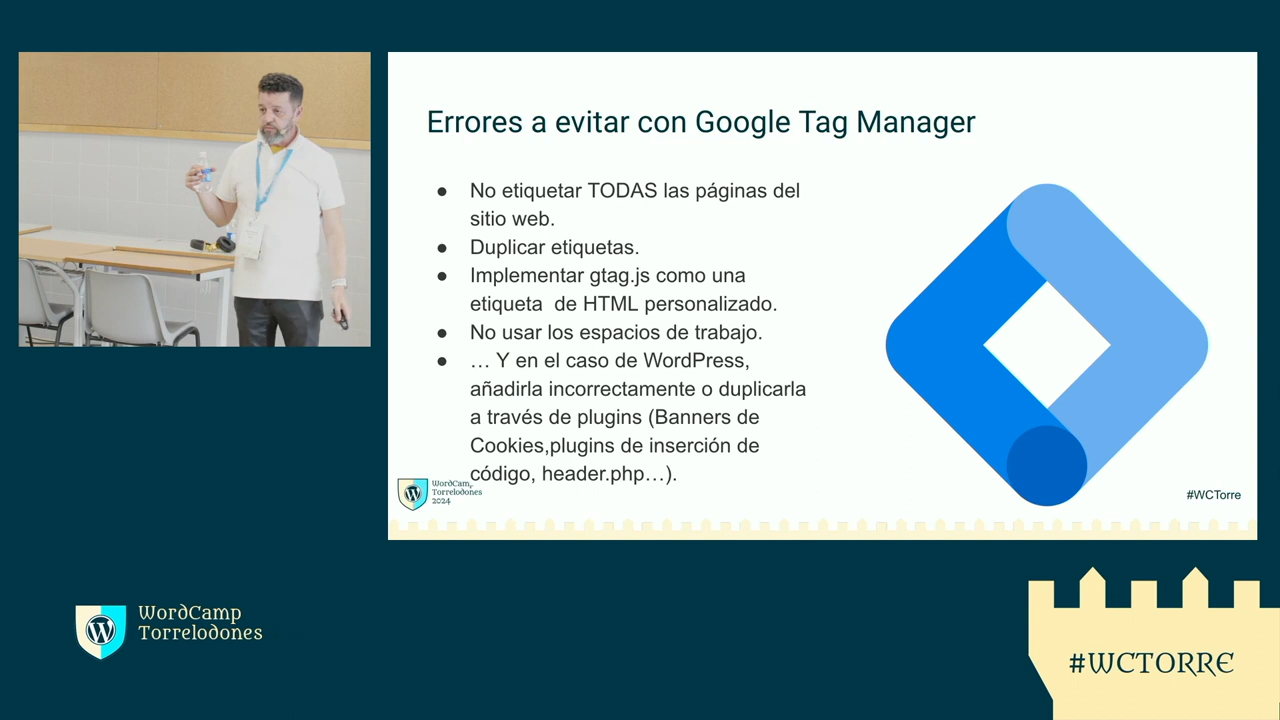 Errores a evitar con Google Tag Manager
● No etiquetar TODAS las páginas del
sitio web.
● Duplicar etiquetas.
● Implementar gtag.js como una
etiqueta de HTML personalizado.
● No usar los espacios de trabajo.
● … Y en el caso de WordPress,
añadirla incorrectamente o duplicarla
a través de plugins (Banners de
Cookies,plugins de inserción de
código, header.php…).
WordCamp
Torrelodones
2024
#WCTorre
WordCamp
Torrelodones
#WCTORRE